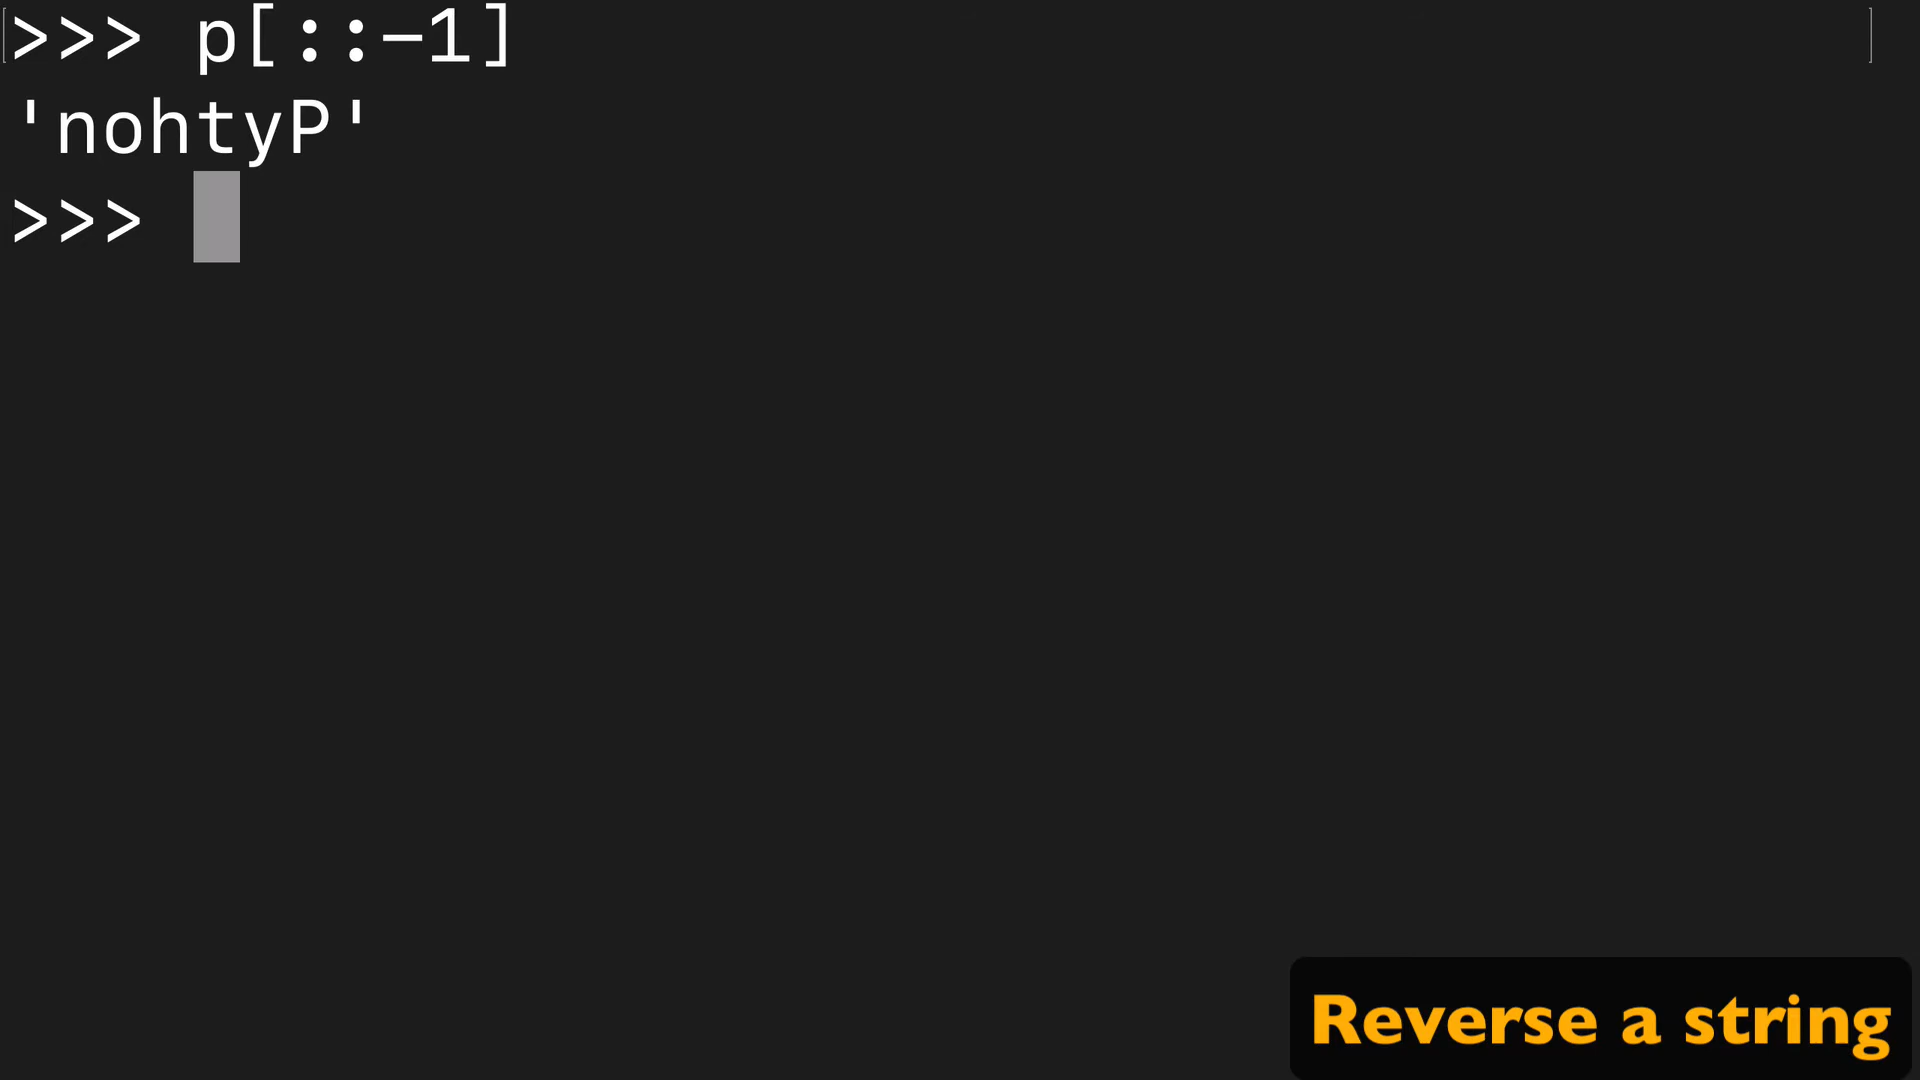 >>> p[::-1]
'nohtyP'
>>>
Reverse a string